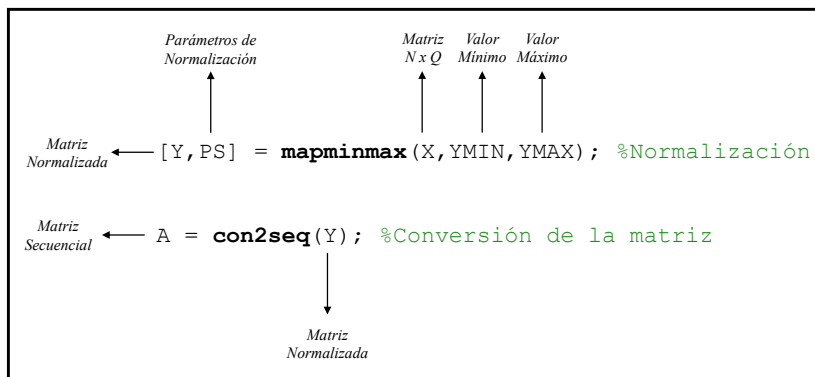 Parámetros de
Normalización
Matriz
N x Q
Valor
Mínimo
Valor
Máximo
Matriz
Normalizada
[Y,PS] = mapminmax(X,YMIN,YMAX); %Normalización
Matriz
Secuencial
A = con2seq(Y); %Conversión de la matriz
Matriz
Normalizada